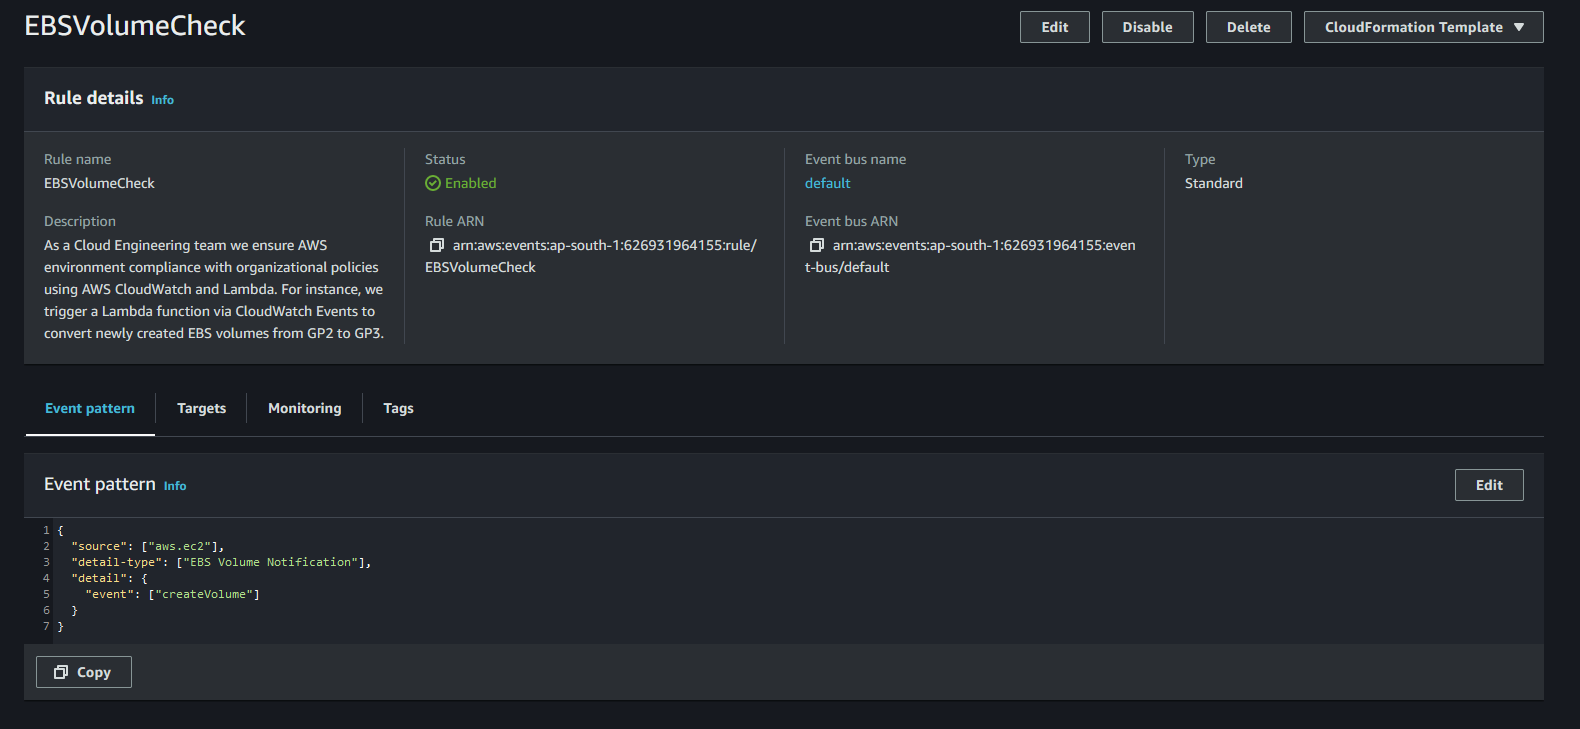 EBSVolumeCheck
Edit
Disable
Delete
CloudFormation Template
Rule details Info
Rule name
EBSVolumeCheck
Description
As a Cloud Engineering team we ensure AWS
environment compliance with organizational policies
using AWS CloudWatch and Lambda. For instance, we
trigger a Lambda function via CloudWatch Events to
convert newly created EBS volumes from GP2 to GP3.
Status
Enabled
Rule ARN
arn:aws:events:ap-south-1:626931964155:rule/
EBSVolumeCheck
Event bus name
default
Event bus ARN
arn:aws:events:ap-south-1:626931964155:even
t-bus/default
Type
Standard
Event pattern
Targets
Monitoring
Tags
Event pattern Info
Edit
1 {
2 "source": ["aws.ec2"],
3 "detail-type": ["EBS Volume Notification"],
4 "detail": {
5 "event": ["createVolume"]
6 }
7 }
Copy